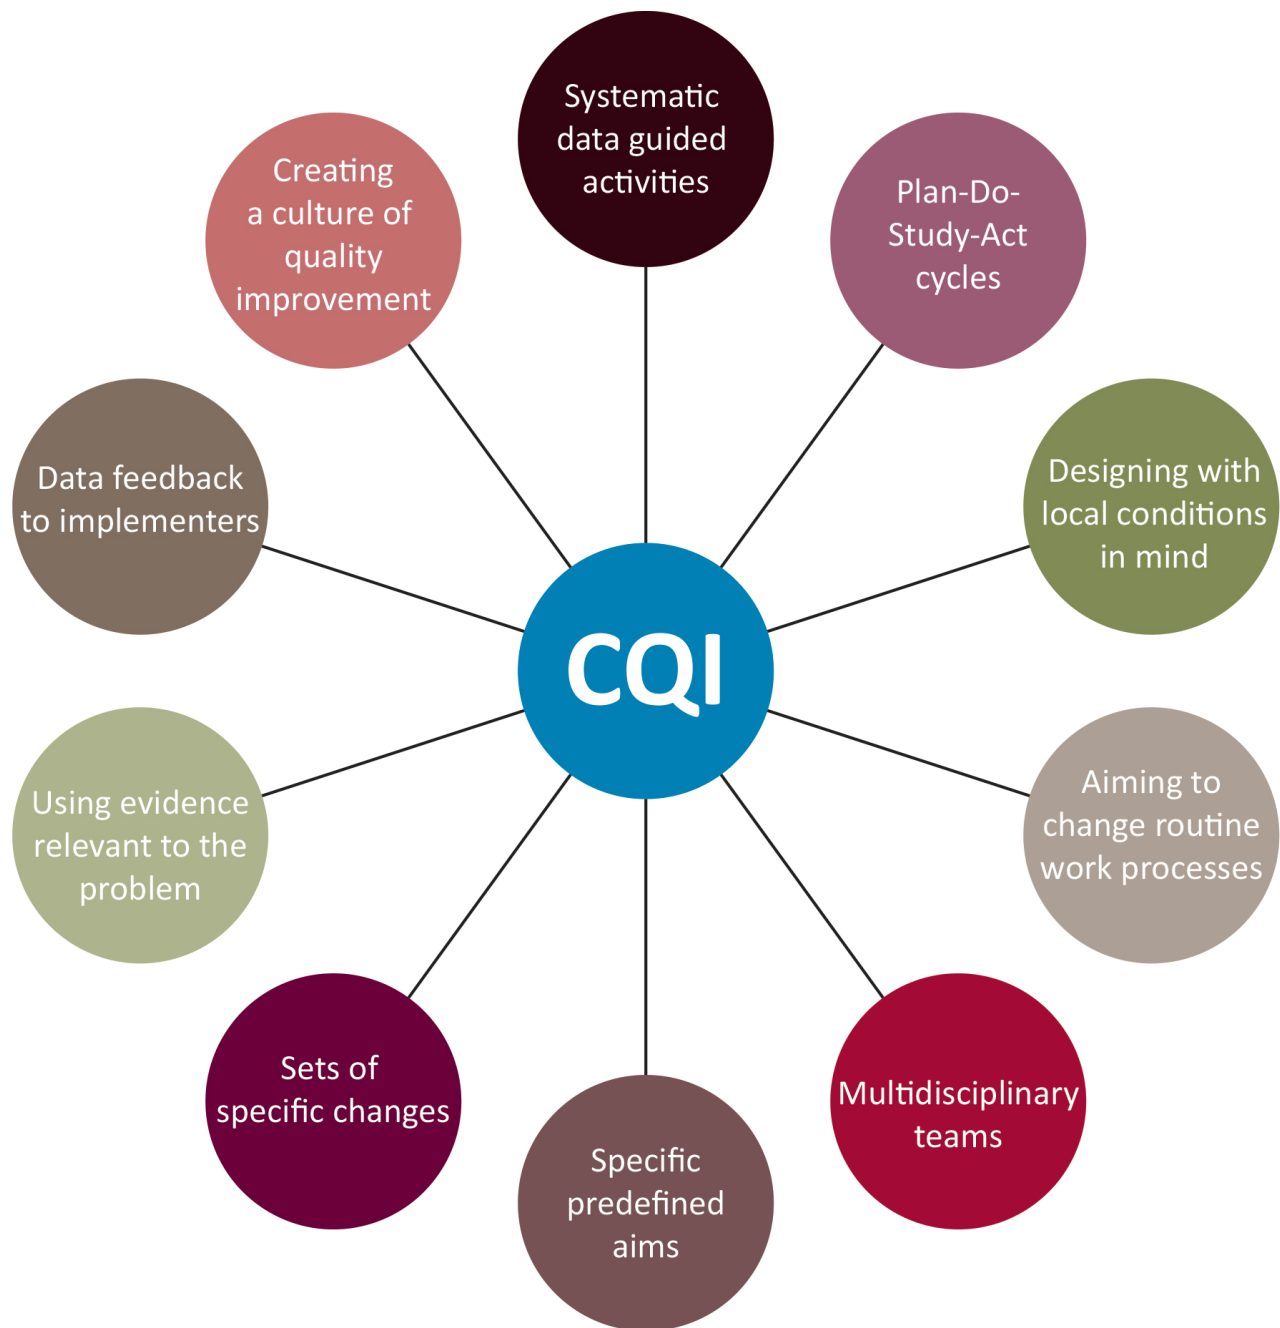 Systematic
data guided
activities
Plan-Do-
Study-Act
cycles
Designing with
local conditions
in mind
Aiming to
change routine
work processes
Multidisciplinary
teams
Specific
predefined
aims
Sets of
specific changes
Using evidence
relevant to the
problem
Data feedback
to implementers
Creating
a culture of
quality
improvement
CQI